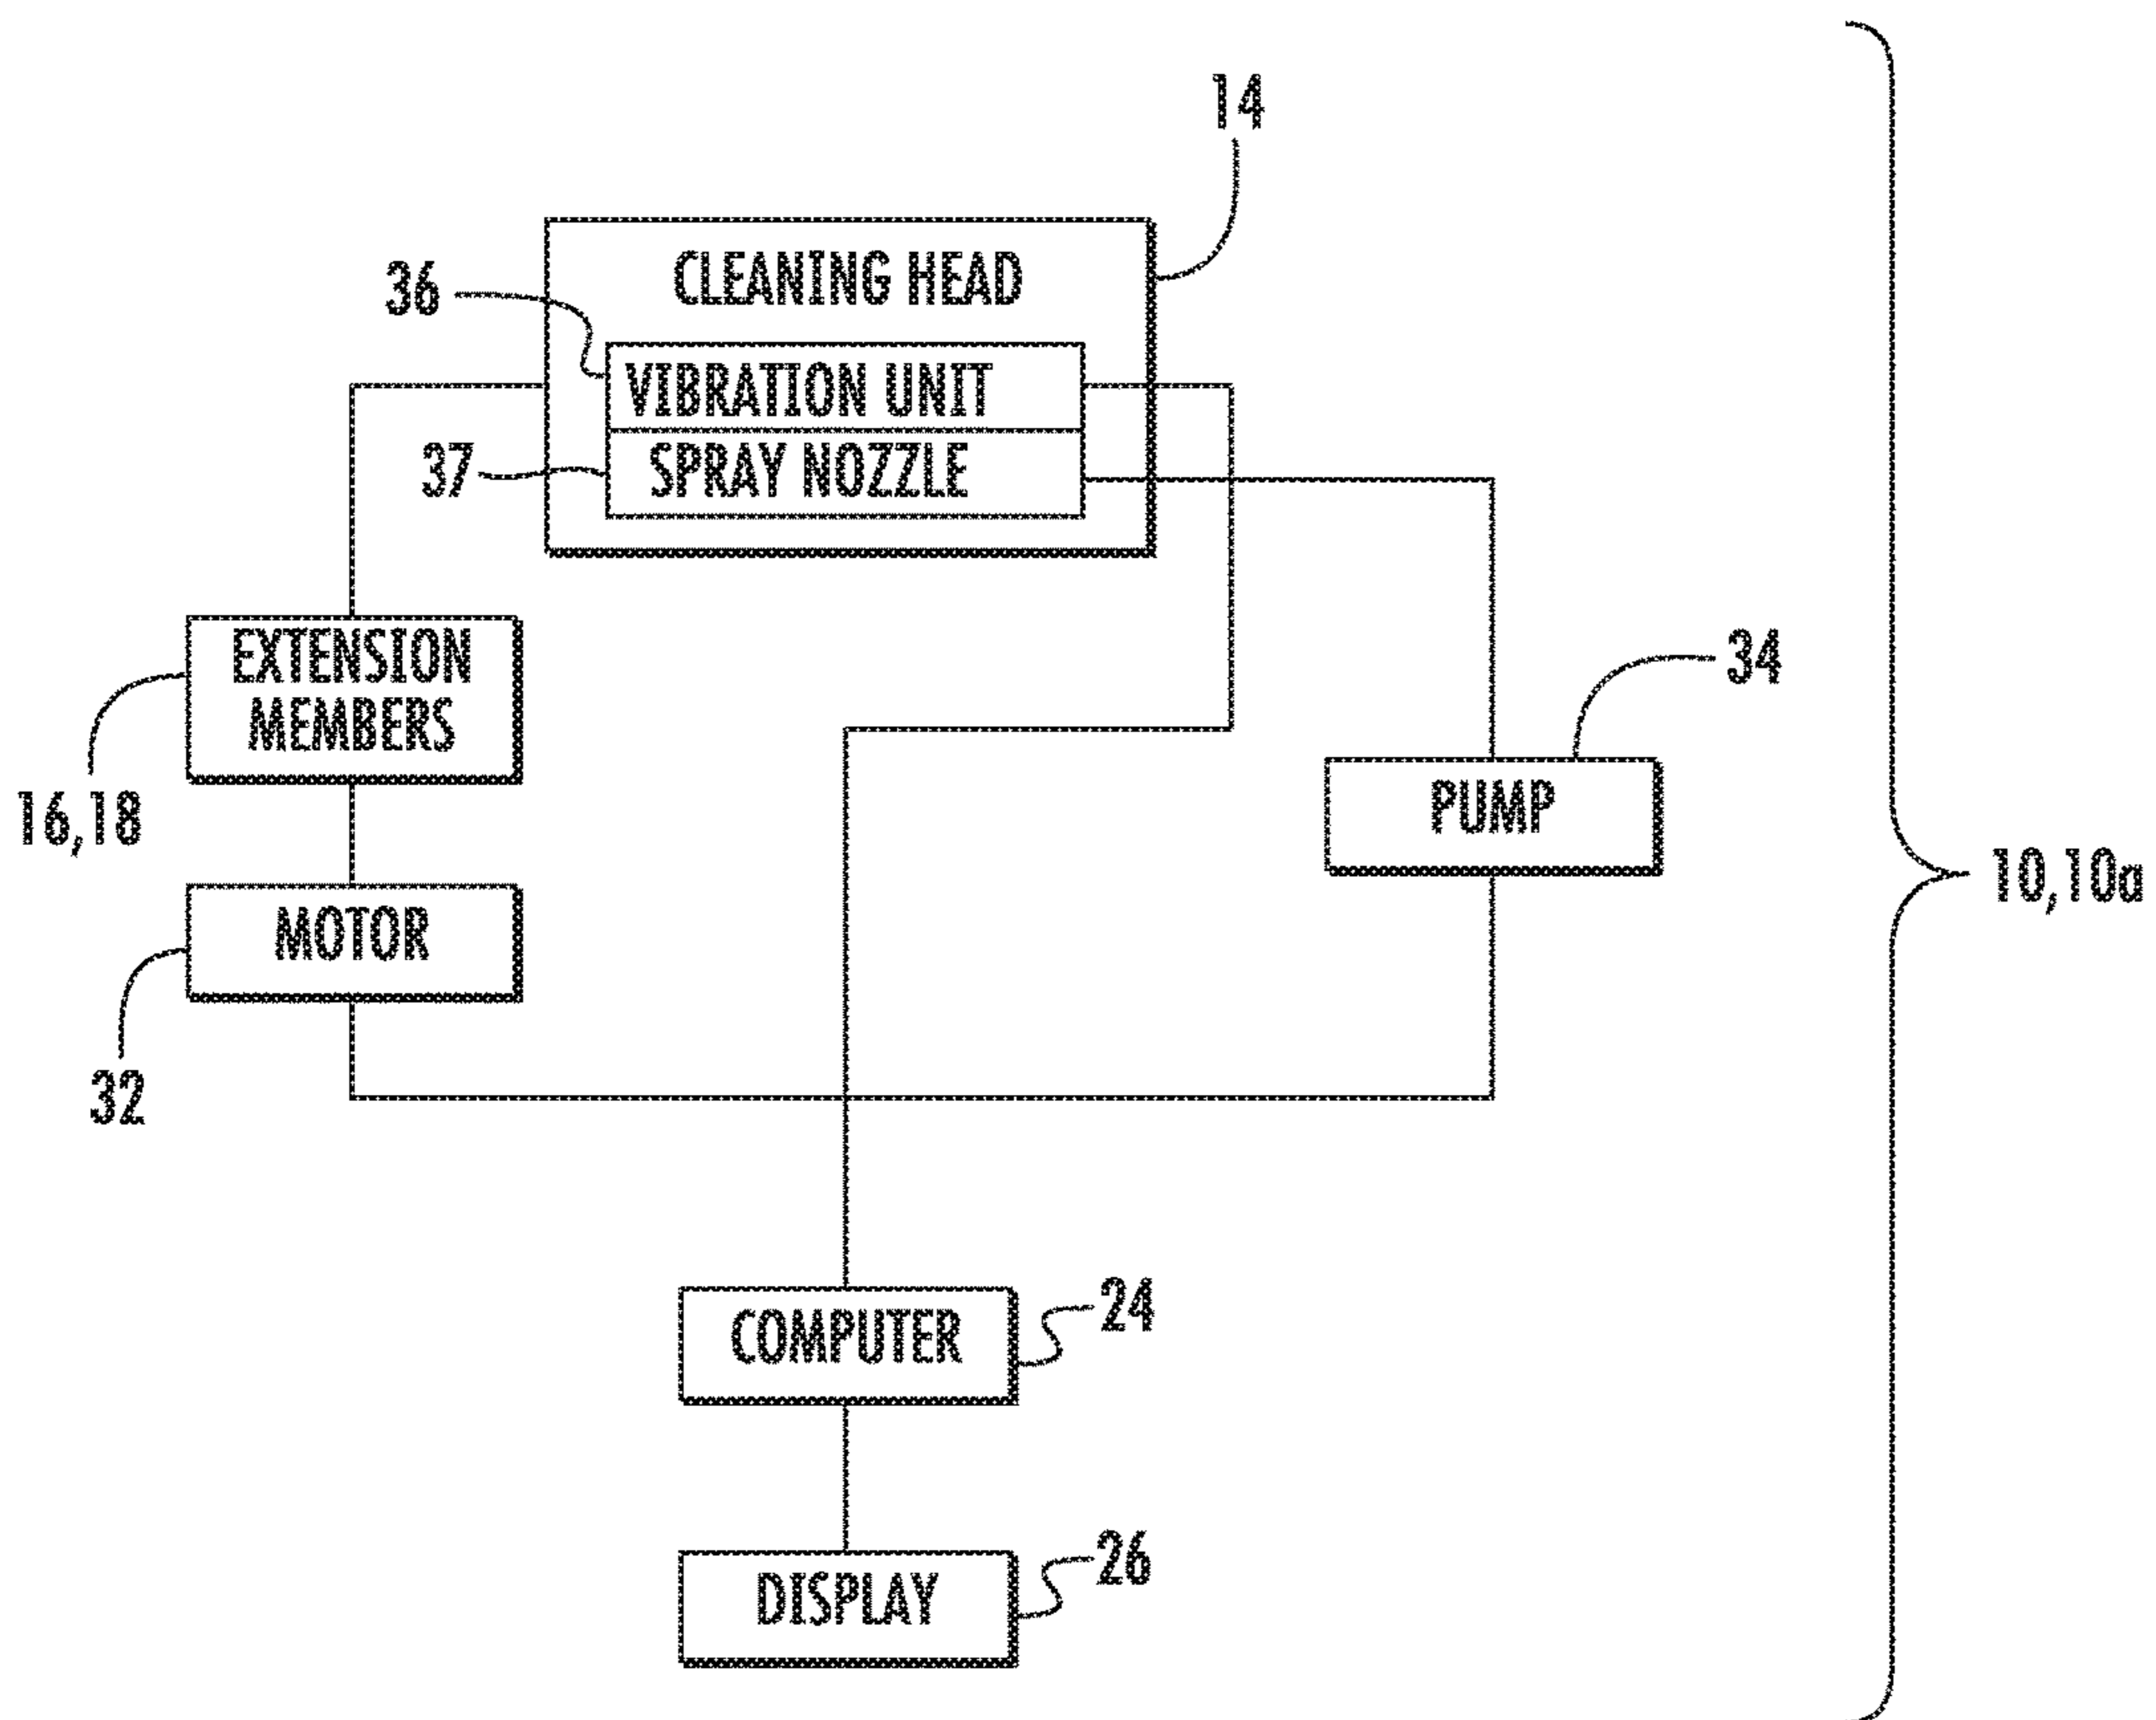 14
CLEANING HEAD
36
VIBRATION UNIT
37
SPRAY NOZZLE
EXTENSION
MEMBERS
34
16,18
PUMP
10,10a
MOTOR
32
COMPUTER
24
DISPLAY
26